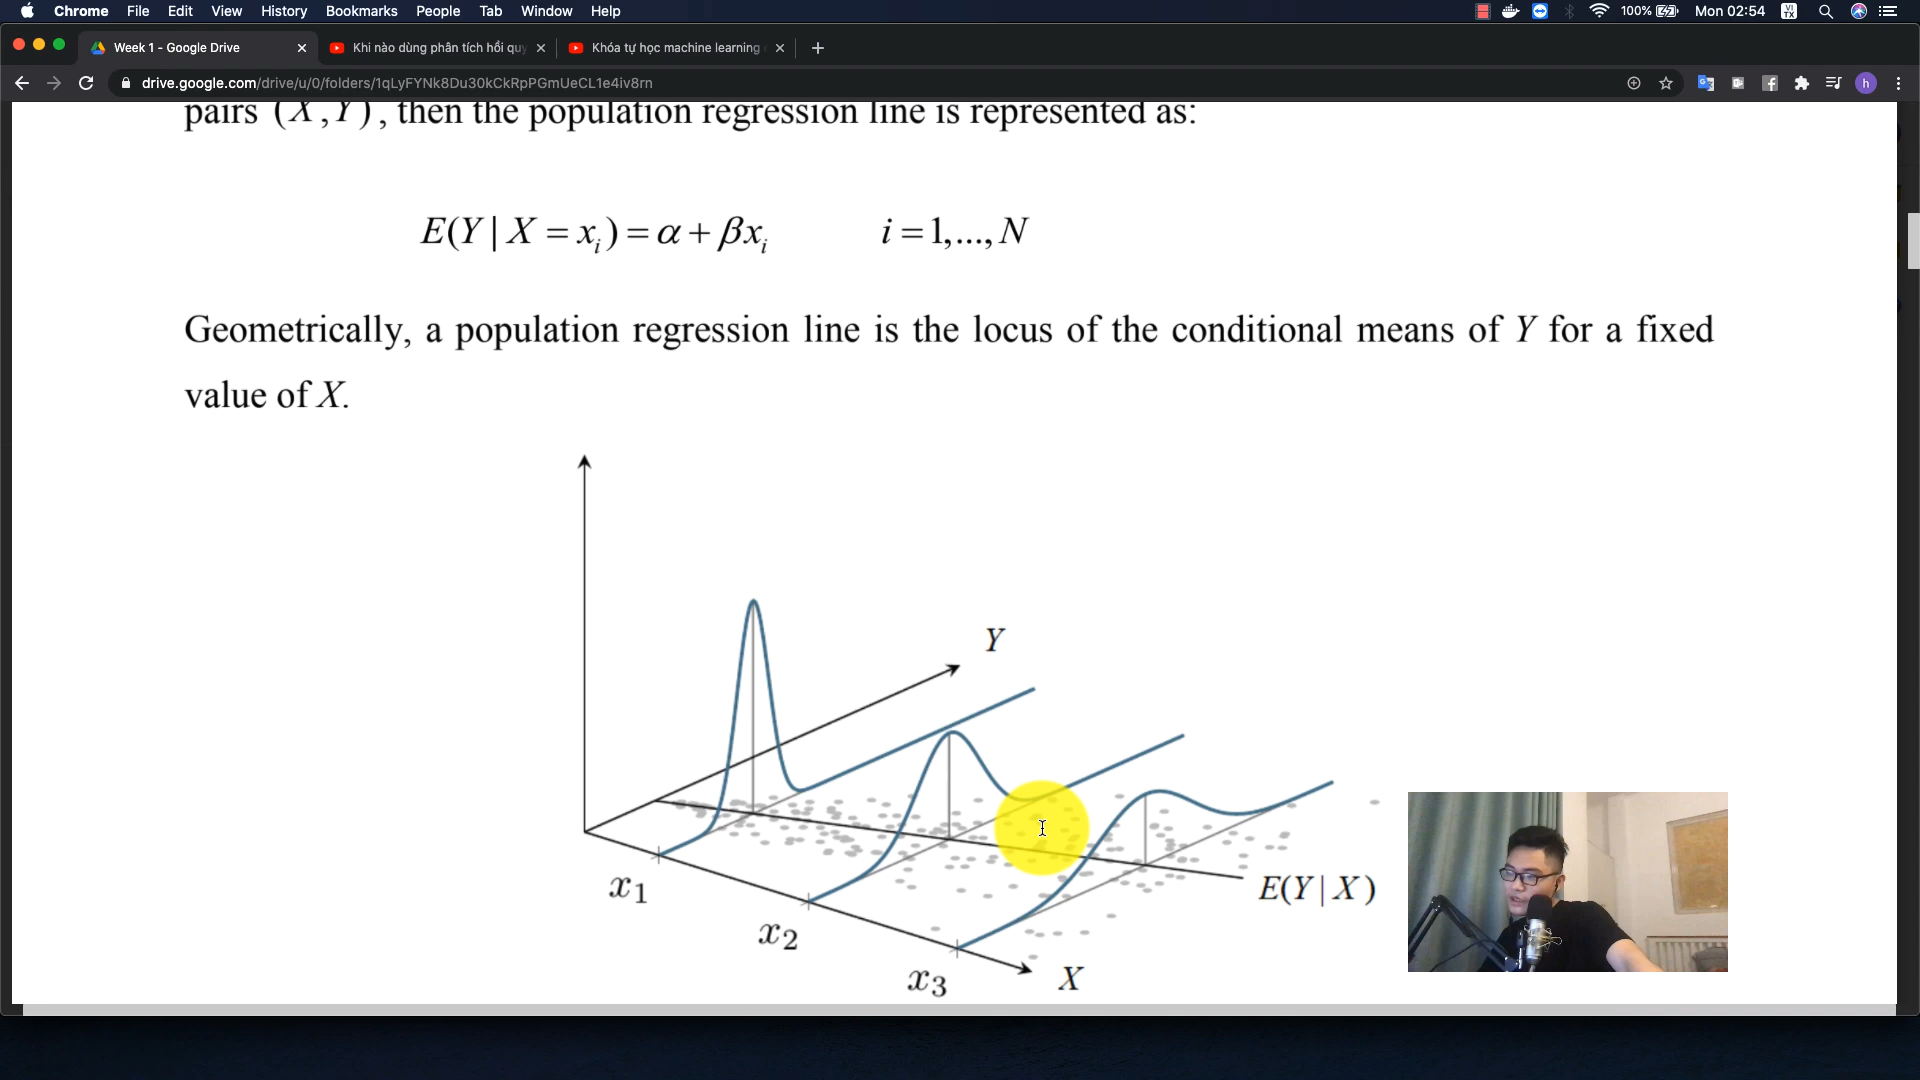 Chrome File Edit View History Bookmarks People Tab Window Help 100% Mon 02:54 VI TX
Week 1 - Google Drive Khi nào dùng phân tích hồi quy Khóa tự học machine learning
drive.google.com/drive/u/0/folders/1qLyFYNk8Du30kCkRpPGmUeCL1e4iv8rn h
pairs (X,Y), then the population regression line is represented as:
E(Y | X = xᵢ) = α + βxᵢ i = 1,..., N
Geometrically, a population regression line is the locus of the conditional means of Y for a fixed
value of X.
Y
x₁
E(Y | X)
x₂
X
x₃